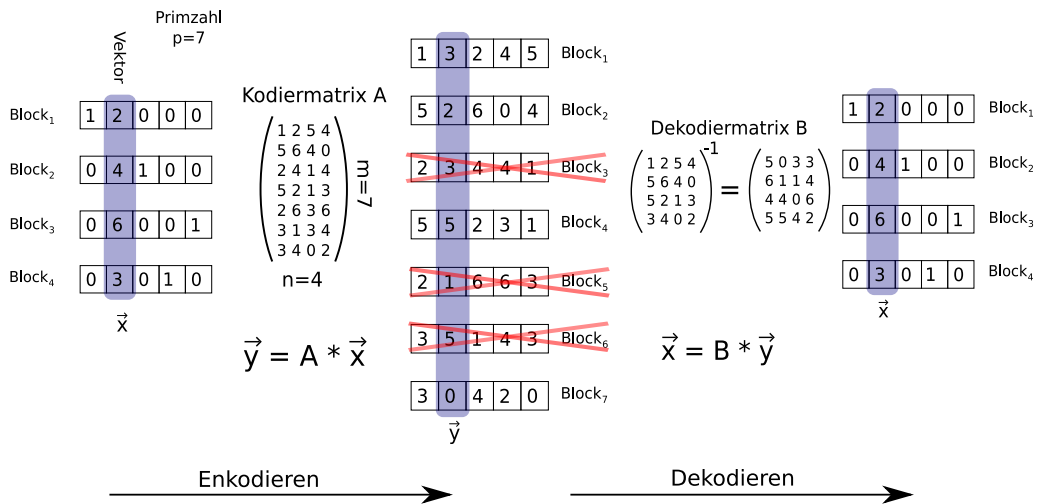 Primzahl
p=7
Vektor
Block1 1 2 0 0 0
Block2 0 4 1 0 0
Block3 0 6 0 0 1
Block4 0 3 0 1 0
x⃗
Kodiermatrix A
1 2 5 4
5 6 4 0
2 4 1 4
5 2 1 3
2 6 3 6
3 1 3 4
3 4 0 2
m=7
n=4
y⃗ = A * x⃗
1 3 2 4 5 Block1
5 2 6 0 4 Block2
2 3 4 4 1 Block3
5 5 2 3 1 Block4
2 1 6 6 3 Block5
3 5 1 4 3 Block6
3 0 4 2 0 Block7
y⃗
Dekodiermatrix B
1 2 5 4
5 6 4 0
5 2 1 3
3 4 0 2
-1
=
5 0 3 3
6 1 1 4
4 4 0 6
5 5 4 2
x⃗ = B * y⃗
1 2 0 0 0 Block1
0 4 1 0 0 Block2
0 6 0 0 1 Block3
0 3 0 1 0 Block4
x⃗
Enkodieren
Dekodieren